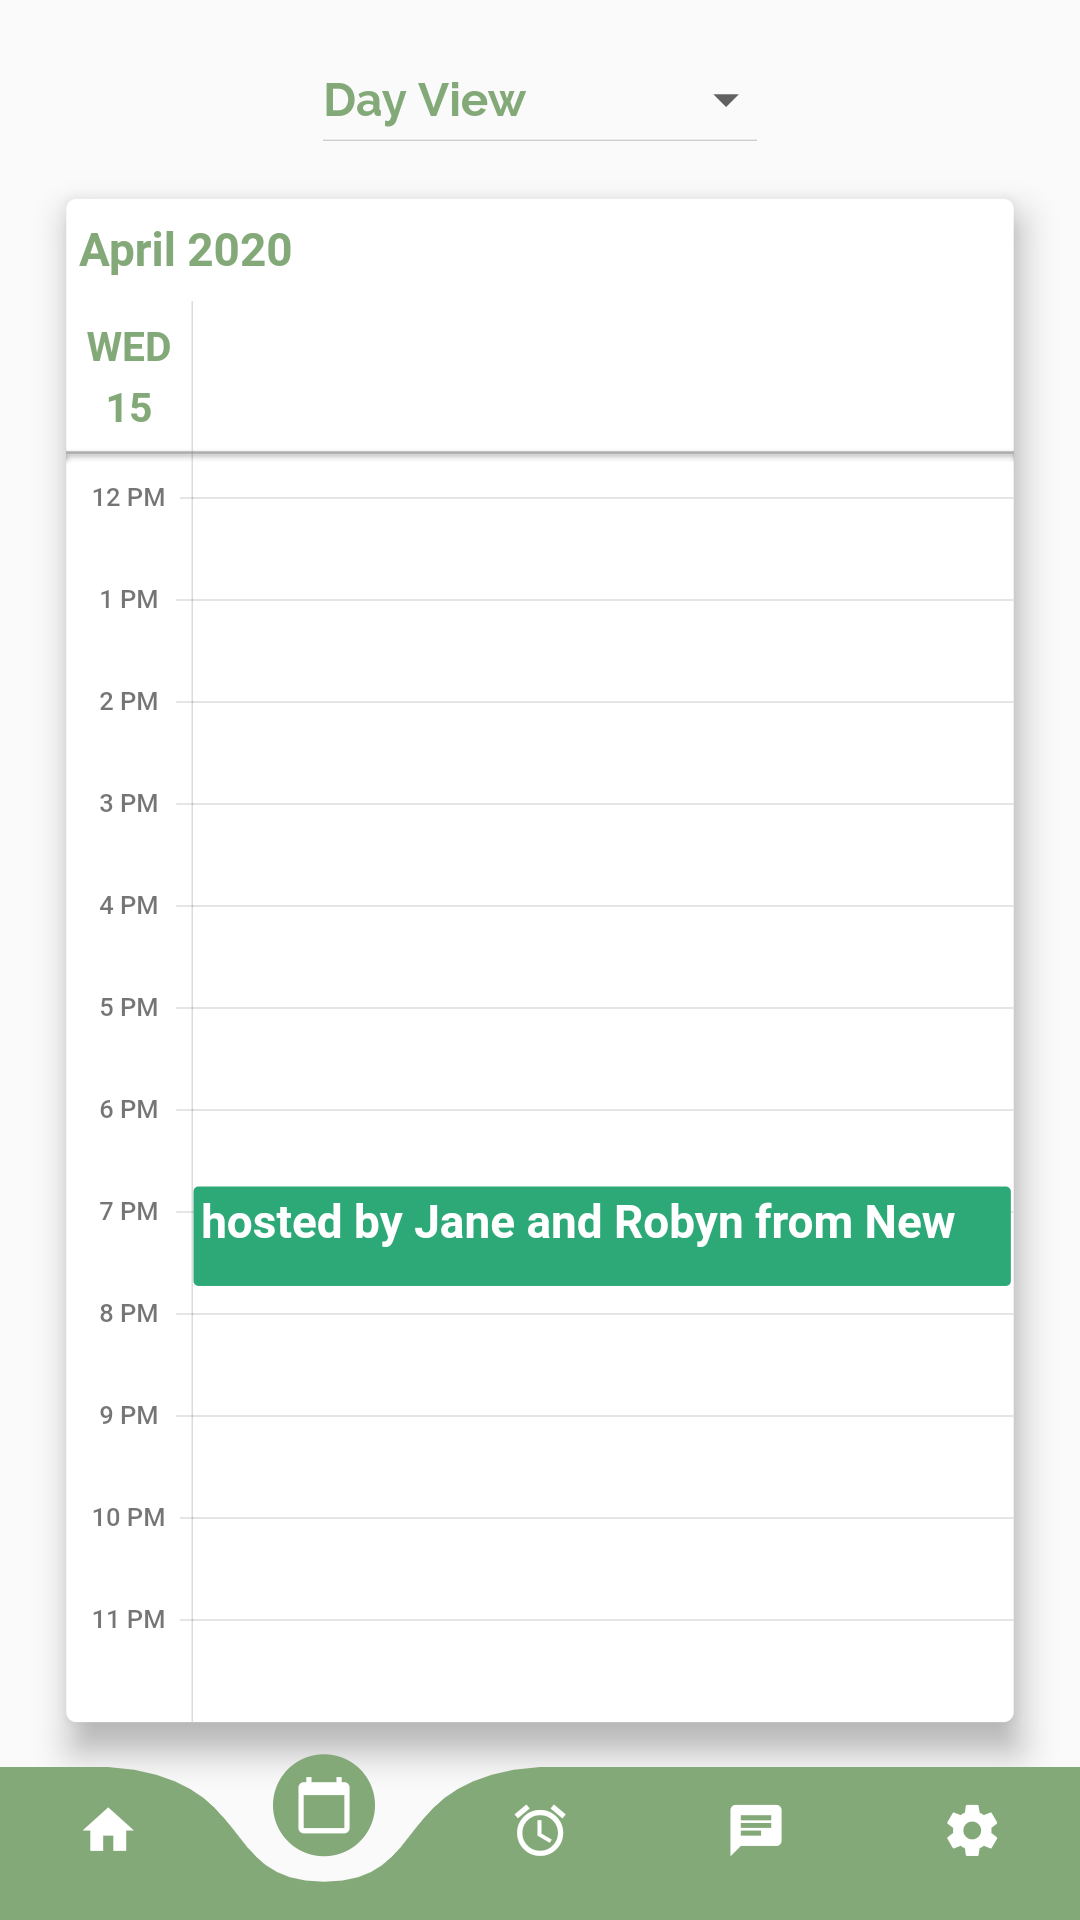 Day View
April 2020
WED
15
12 PM
1 PM
2 PM
3 PM
4 PM
5 PM
6 PM
7 PM
hosted by Jane and Robyn from New
8 PM
9 PM
10 PM
11 PM